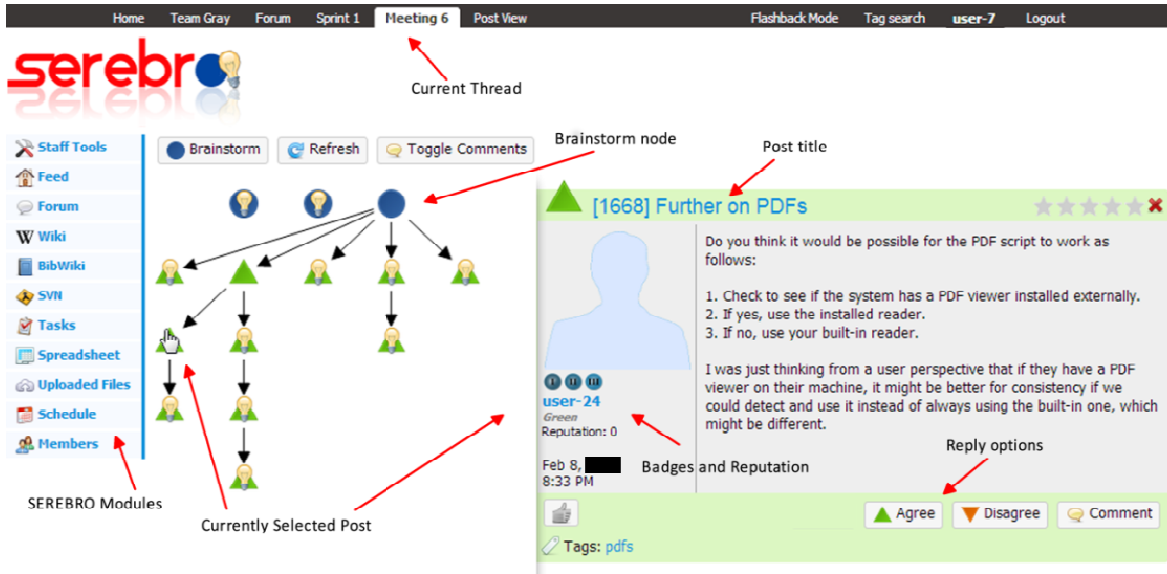 Home Team Gray Forum Sprint 1 Meeting 6 Post View Flashback Mode Tag search user-7 Logout
serebro
Current Thread
Staff Tools
Feed
Forum
Wiki
BibWiki
SVN
Tasks
Spreadsheet
Uploaded Files
Schedule
Members
SEREBRO Modules
Brainstorm Refresh Toggle Comments
Brainstorm node
Post title
Currently Selected Post
[1668] Further on PDFs
Do you think it would be possible for the PDF script to work as
follows:
1. Check to see if the system has a PDF viewer installed externally.
2. If yes, use the installed reader.
3. If no, use your built-in reader.
I was just thinking from a user perspective that if they have a PDF
viewer on their machine, it might be better for consistency if we
could detect and use it instead of always using the built-in one, which
might be different.
user-24
Green
Reputation: 0
Feb 8,
8:33 PM
Badges and Reputation
Reply options
Agree Disagree Comment
Tags: pdfs